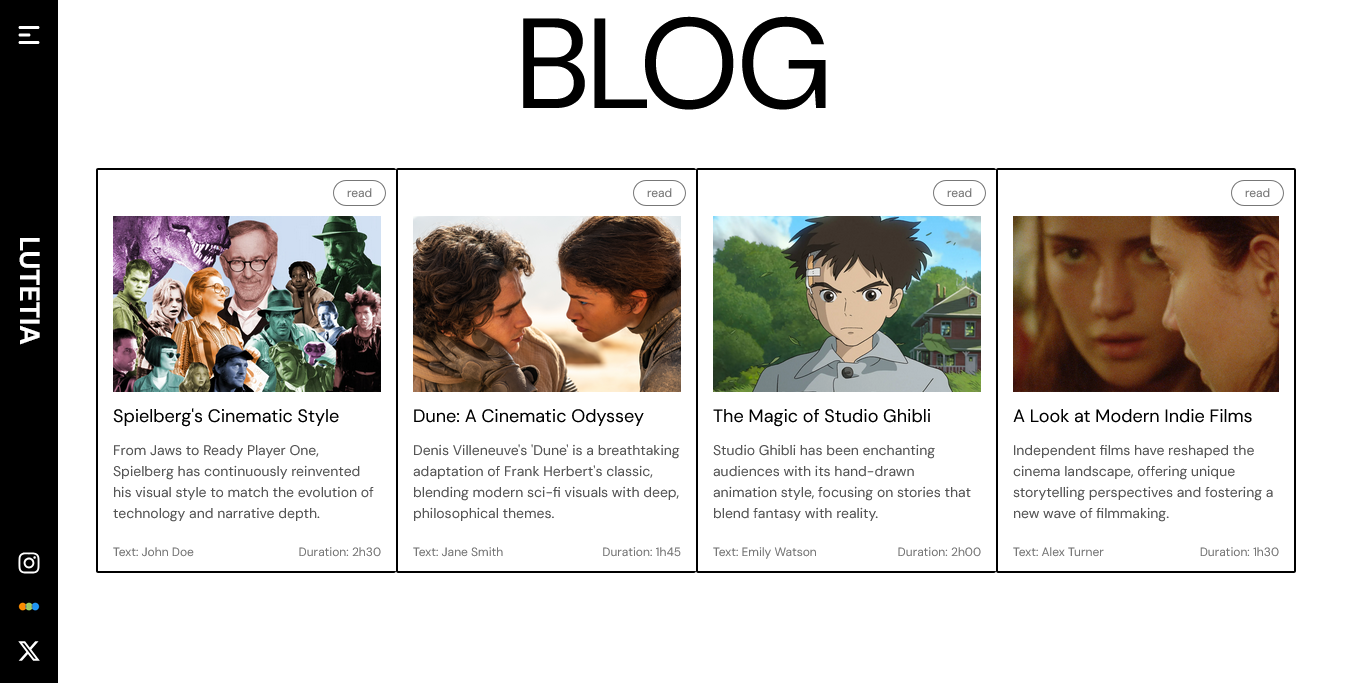 BLOG
LUTETIA
read
Spielberg's Cinematic Style
From Jaws to Ready Player One,
Spielberg has continuously reinvented
his visual style to match the evolution of
technology and narrative depth.
Text: John Doe
Duration: 2h30
read
Dune: A Cinematic Odyssey
Denis Villeneuve's 'Dune' is a breathtaking
adaptation of Frank Herbert's classic,
blending modern sci-fi visuals with deep,
philosophical themes.
Text: Jane Smith
Duration: 1h45
read
The Magic of Studio Ghibli
Studio Ghibli has been enchanting
audiences with its hand-drawn
animation style, focusing on stories that
blend fantasy with reality.
Text: Emily Watson
Duration: 2h00
read
A Look at Modern Indie Films
Independent films have reshaped the
cinema landscape, offering unique
storytelling perspectives and fostering a
new wave of filmmaking.
Text: Alex Turner
Duration: 1h30